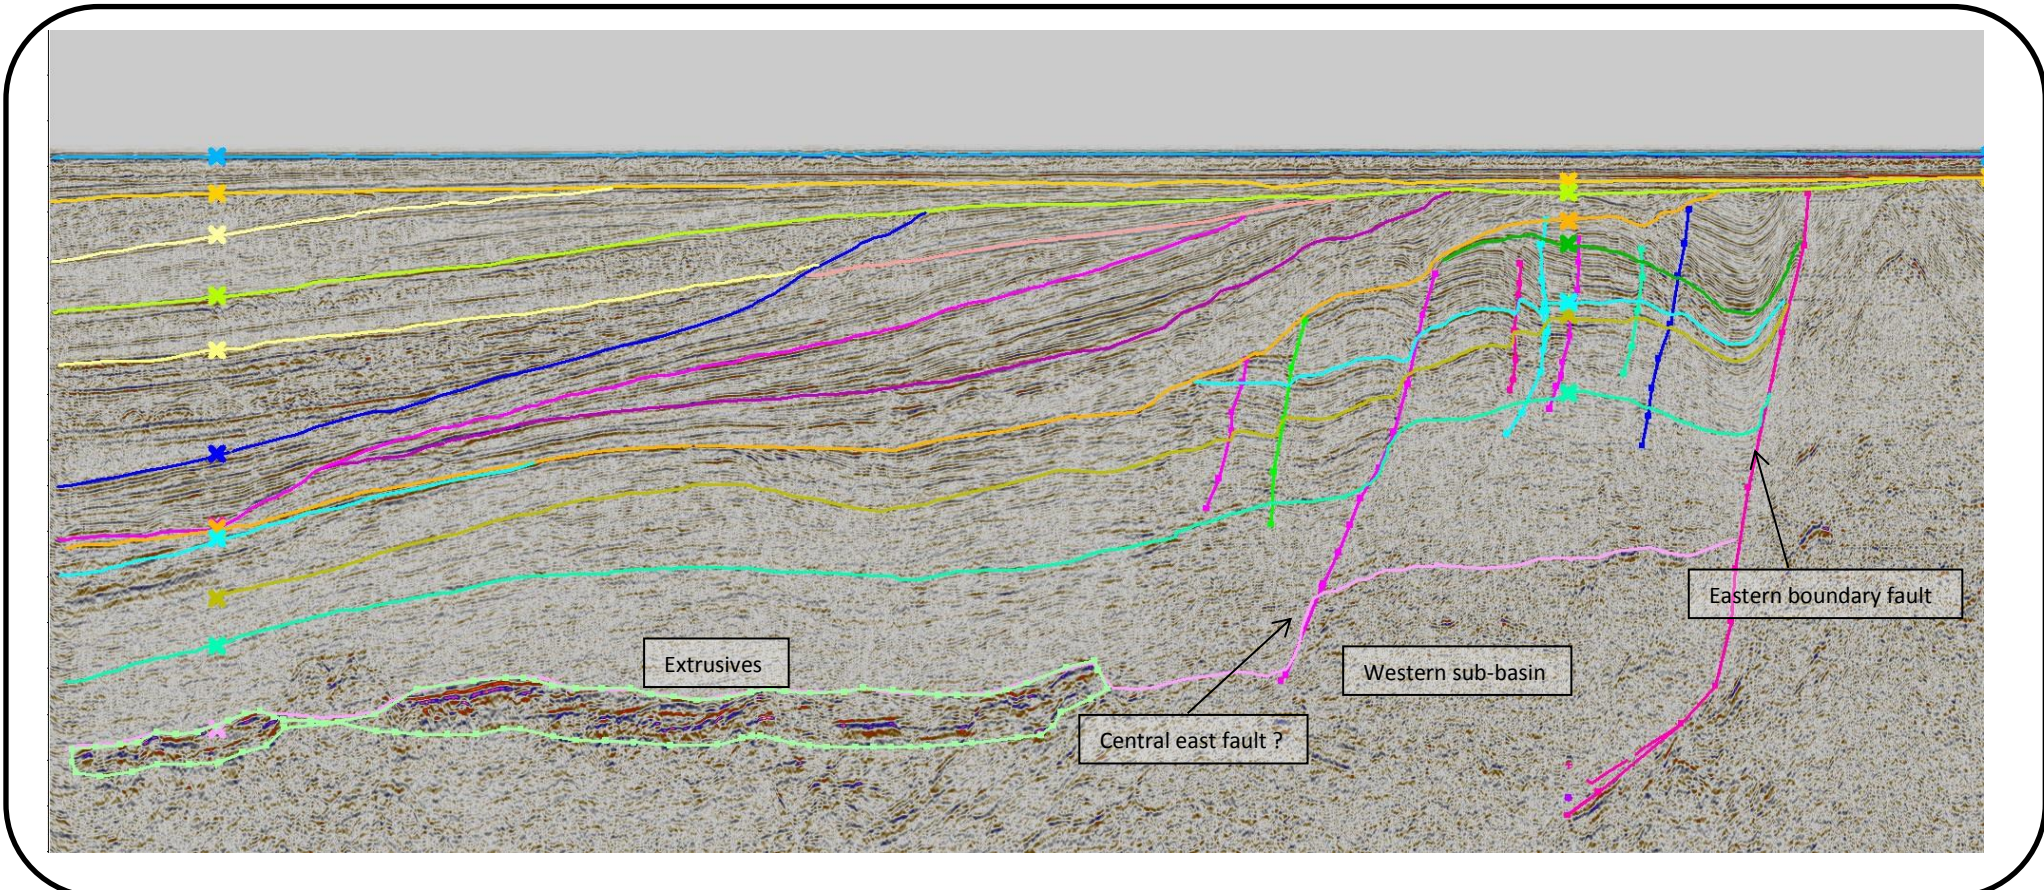 Eastern boundary fault
Extrusives
Western sub-basin
Central east fault ?